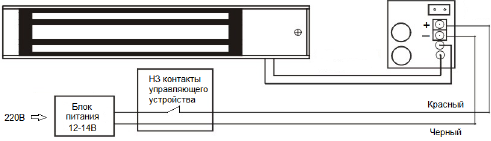 +
–
НЗ контакты
управляющего
устройства
Красный
220В
Блок
питания
12-14В
Черный